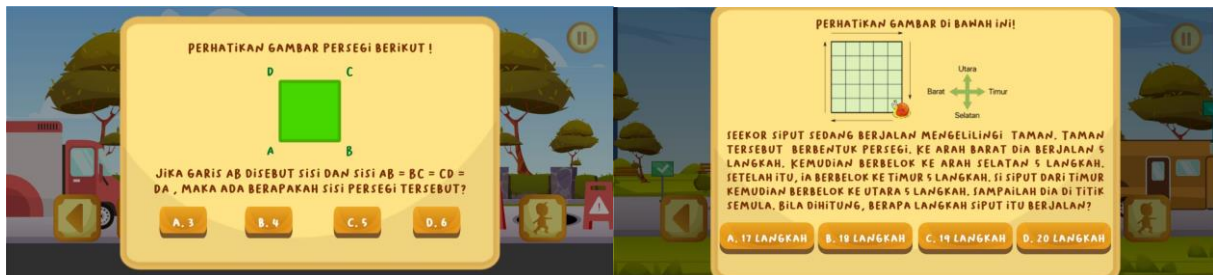 PERHATIKAN GAMBAR PERSEGI BERIKUT !
D C
A B
JIKA GARIS AB DISEBUT SISI DAN SISI AB = BC = CD =
DA , MAKA ADA BERAPAKAH SISI PERSEGI TERSEBUT?
A. 3 B. 4 C. 5 D. 6
PERHATIKAN GAMBAR DI BAWAH INI!
Utara
Barat Timur
Selatan
SEEKOR SIPUT SEDANG BERJALAN MENGELILINGI TAMAN. TAMAN
TERSEBUT BERBENTUK PERSEGI. KE ARAH BARAT DIA BERJALAN 5
LANGKAH. KEMUDIAN BERBELOK KE ARAH SELATAN 5 LANGKAH.
SETELAH ITU, IA BERBELOK KE TIMUR 5 LANGKAH. SI SIPUT DARI TIMUR
KEMUDIAN BERBELOK KE UTARA 5 LANGKAH. SAMPAILAH DIA DI TITIK
SEMULA. BILA DIHITUNG, BERAPA LANGKAH SIPUT ITU BERJALAN?
A. 17 LANGKAH B. 18 LANGKAH C. 19 LANGKAH D. 20 LANGKAH